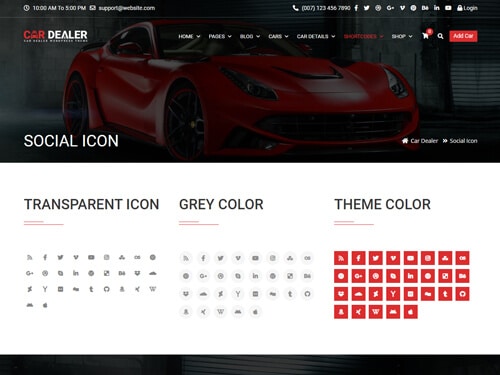 10:00 AM To 5:00 PM support@website.com (007) 123 456 7890 Login
CAR DEALER
CAR DEALER WORDPRESS THEME
HOME PAGES BLOG CARS CAR DETAILS SHORTCODES SHOP 0 Add Car
SOCIAL ICON
Car Dealer Social Icon
TRANSPARENT ICON GREY COLOR THEME COLOR